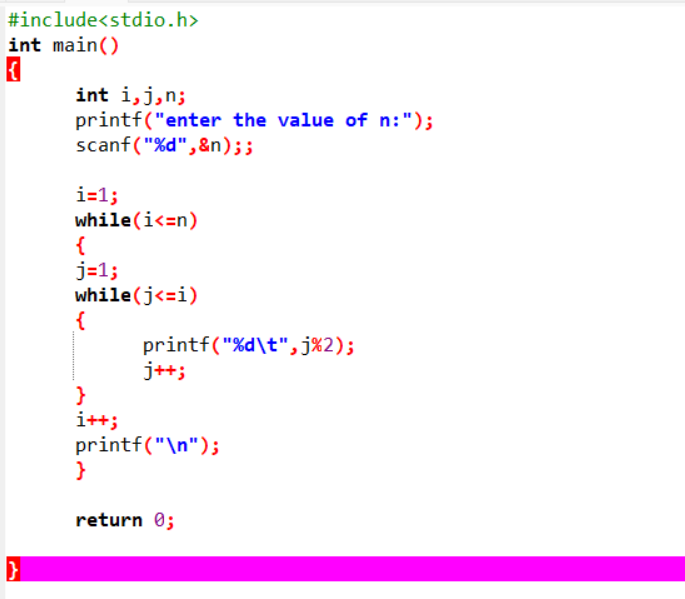 #include<stdio.h>
int main()
{
int i,j,n;
printf("enter the value of n:");
scanf("%d",&n);;
i=1;
while(i<=n)
{
j=1;
while(j<=i)
{
printf("%d\t",j%2);
j++;
}
i++;
printf("\n");
}
return 0;
}